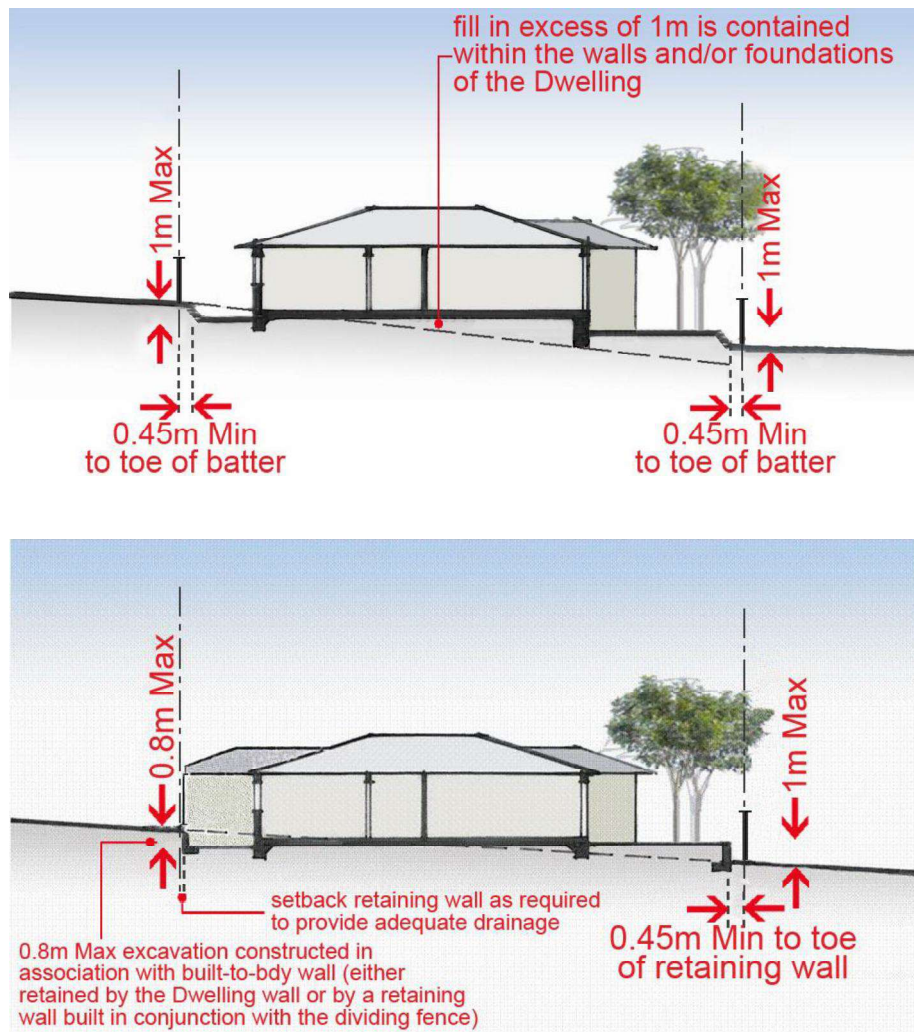 fill in excess of 1m is contained
within the walls and/or foundations
of the Dwelling
1m Max
1m Max
0.45m Min
to toe of batter
0.45m Min
to toe of batter
0.8m Max
1m Max
setback retaining wall as required
to provide adequate drainage
0.45m Min to toe
of retaining wall
0.8m Max excavation constructed in
association with built-to-bdy wall (either
retained by the Dwelling wall or by a retaining
wall built in conjunction with the dividing fence)